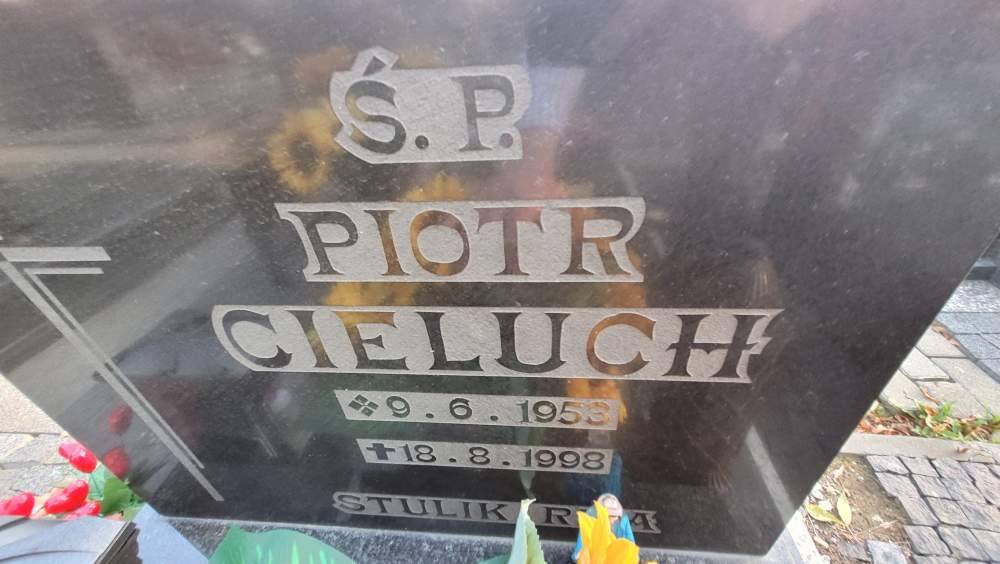 Ś. P.
PIOTR
CIELUCH
❖ 9 . 6 . 1953
✝ 18 . 8 . 1998
STULIK